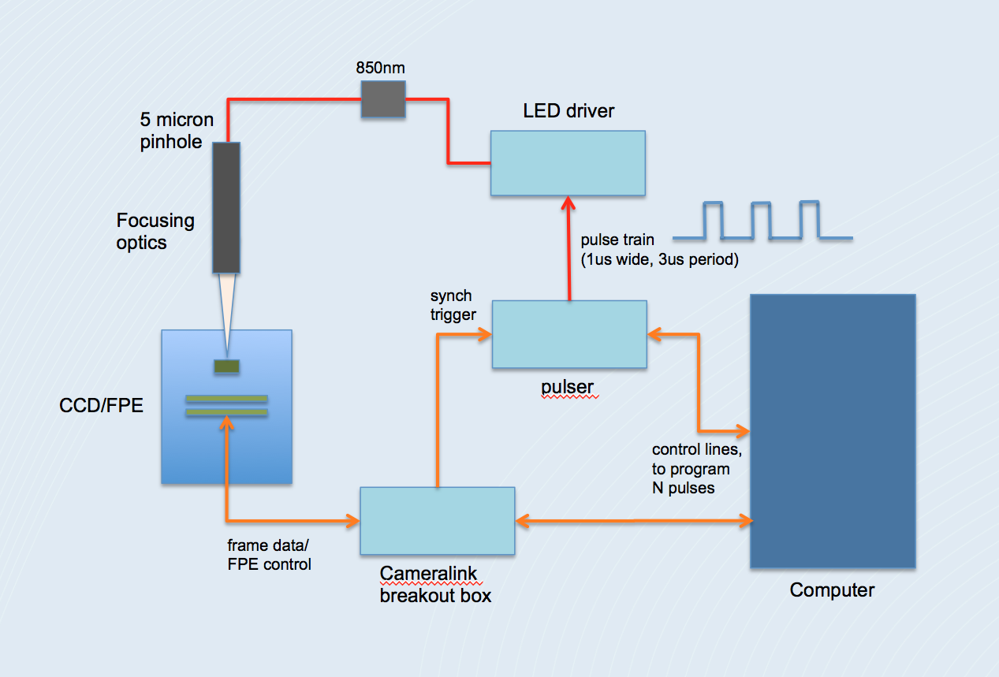 850nm
LED driver
5 micron
pinhole
Focusing
optics
pulse train
(1us wide, 3us period)
synch
trigger
pulser
CCD/FPE
control lines,
to program
N pulses
frame data/
FPE control
Cameralink
breakout box
Computer